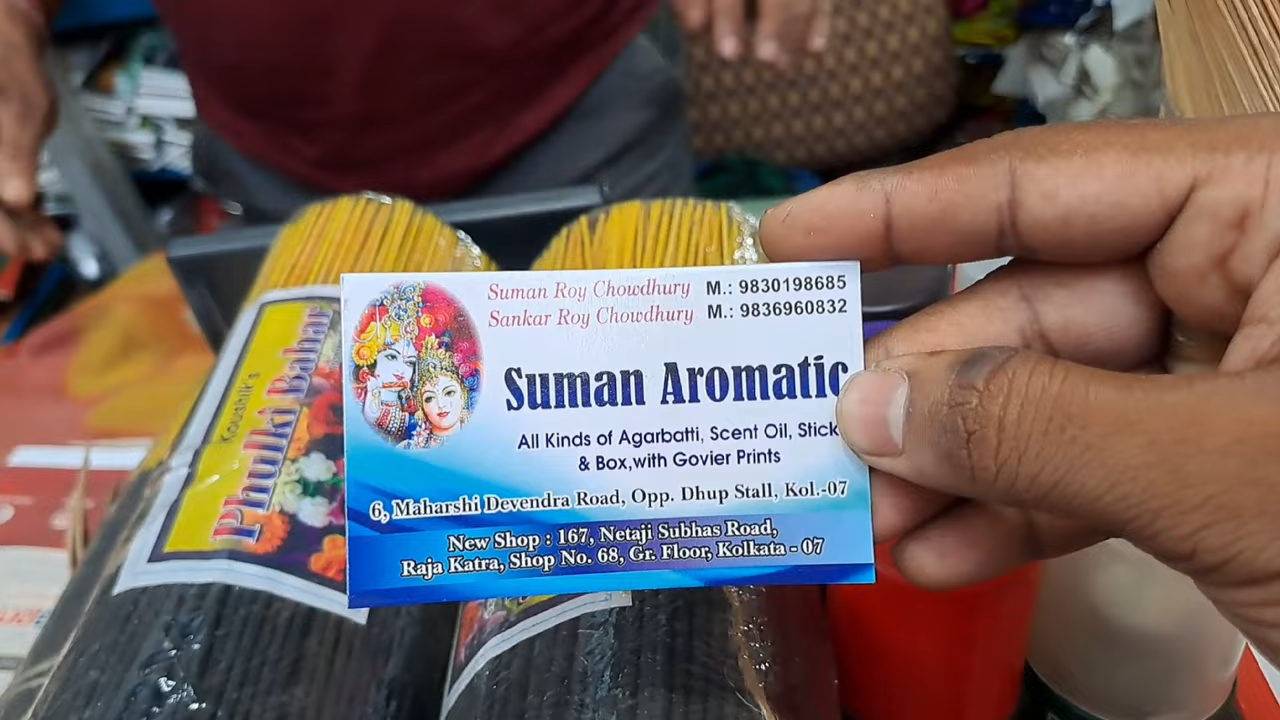 Suman Roy Chowdhury M.: 9830198685
Sankar Roy Chowdhury M.: 9836960832
Suman Aromatic
All Kinds of Agarbatti, Scent Oil, Stick
& Box,with Govier Prints
6, Maharshi Devendra Road, Opp. Dhup Stall, Kol.-07
New Shop : 167, Netaji Subhas Road,
Raja Katra, Shop No. 68, Gr. Floor, Kolkata - 07
Koushik's
Phulki Bahar